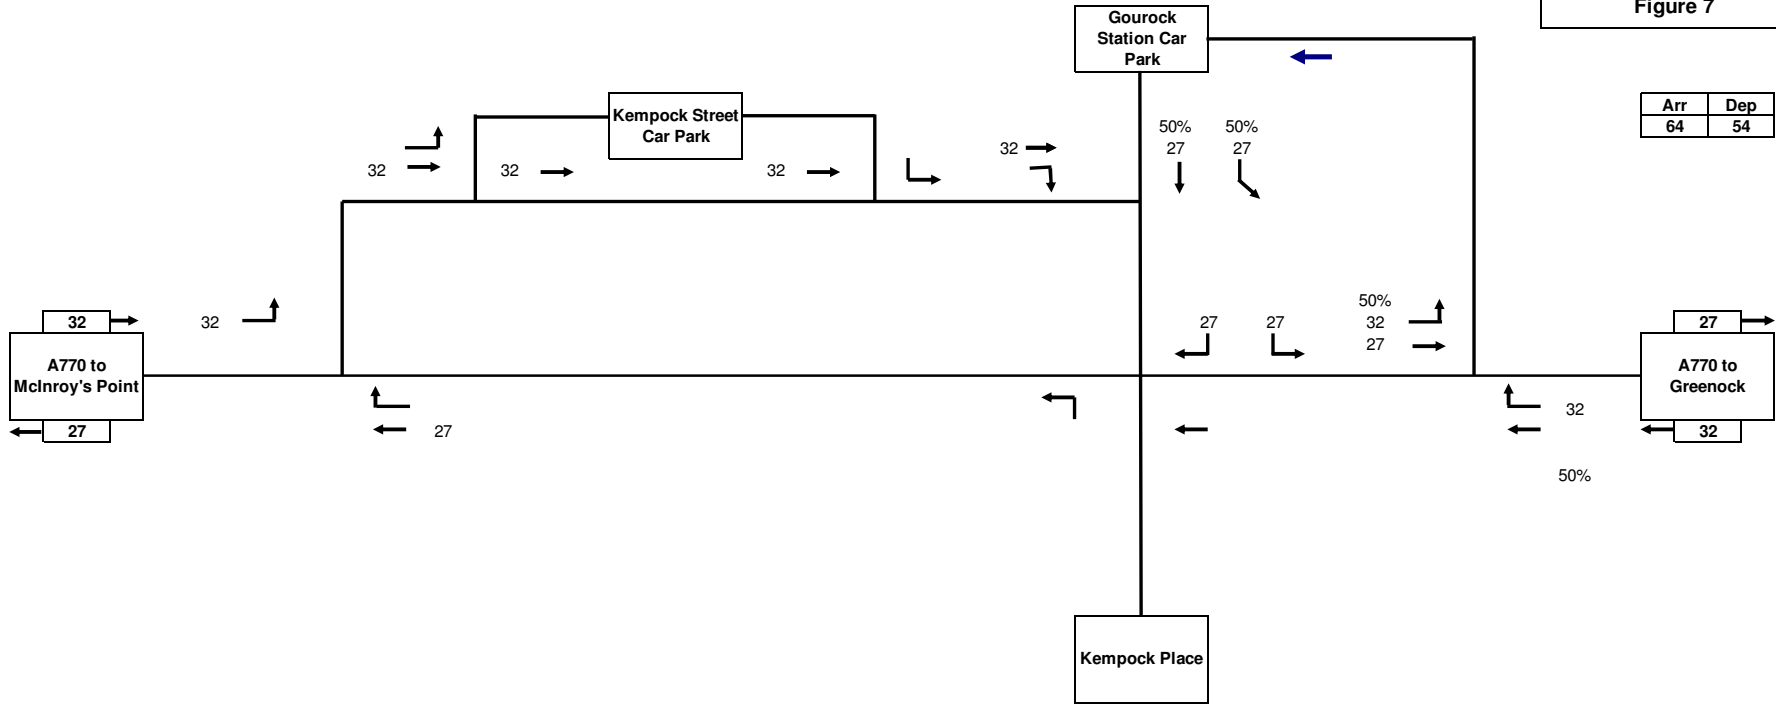 Figure 7
Gourock
Station Car
Park
Arr Dep
64 54
Kempock Street
Car Park
50% 50%
27 27
32
32 32 32
50%
32 32 27 27 32 27
27
A770 to
McInroy's Point
A770 to
Greenock
27 27 32 32
50%
Kempock Place